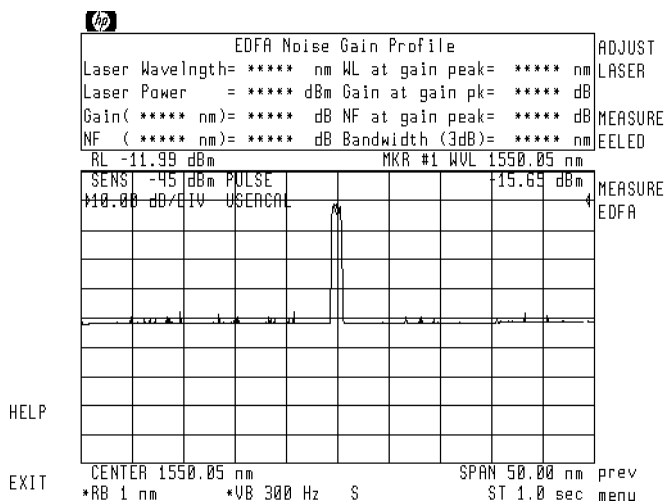 hp
EDFA Noise Gain Profile
ADJUST
LASER
Laser Wavelngth= ***** nm WL at gain peak= ***** nm
Laser Power = ***** dBm Gain at gain pk= ***** dB
Gain( ***** nm)= ***** dB NF at gain peak= ***** dB
NF ( ***** nm)= ***** dB Bandwidth (3dB)= ***** nm
MEASURE
EELED
RL -11.99 dBm MKR #1 WVL 1550.05 nm
SENS -45 dBm PULSE -15.65 dBm
10.00 dB/DIV USERCAL
MEASURE
EDFA
HELP
EXIT
CENTER 1550.05 nm SPAN 50.00 nm
*RB 1 nm *VB 300 Hz S ST 1.0 sec
prev
menu